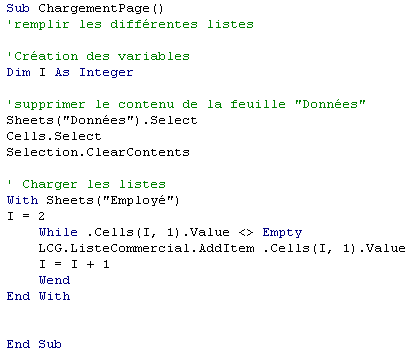 Sub ChargementPage()
'remplir les différentes listes
'Création des variables
Dim I As Integer
'supprimer le contenu de la feuille "Données"
Sheets("Données").Select
Cells.Select
Selection.ClearContents
' Charger les listes
With Sheets("Employé")
I = 2
While .Cells(I, 1).Value <> Empty
LCG.ListeCommercial.AddItem .Cells(I, 1).Value
I = I + 1
Wend
End With
End Sub